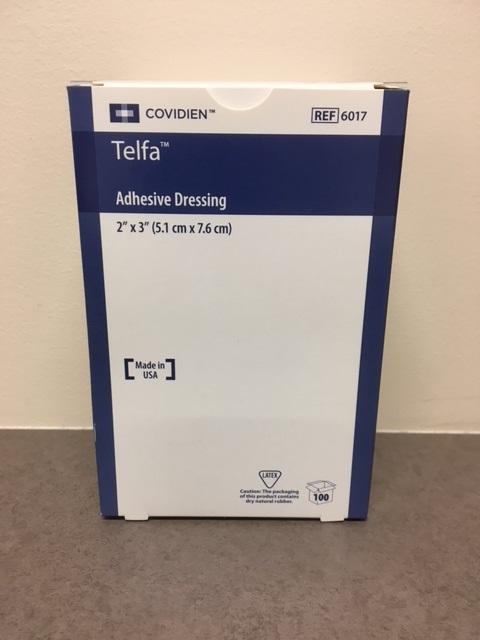 COVIDIEN™
REF 6017
Telfa™
Adhesive Dressing
2" x 3" (5.1 cm x 7.6 cm)
Made in
USA
LATEX
Caution: The packaging
of this product contains
dry natural rubber.
100